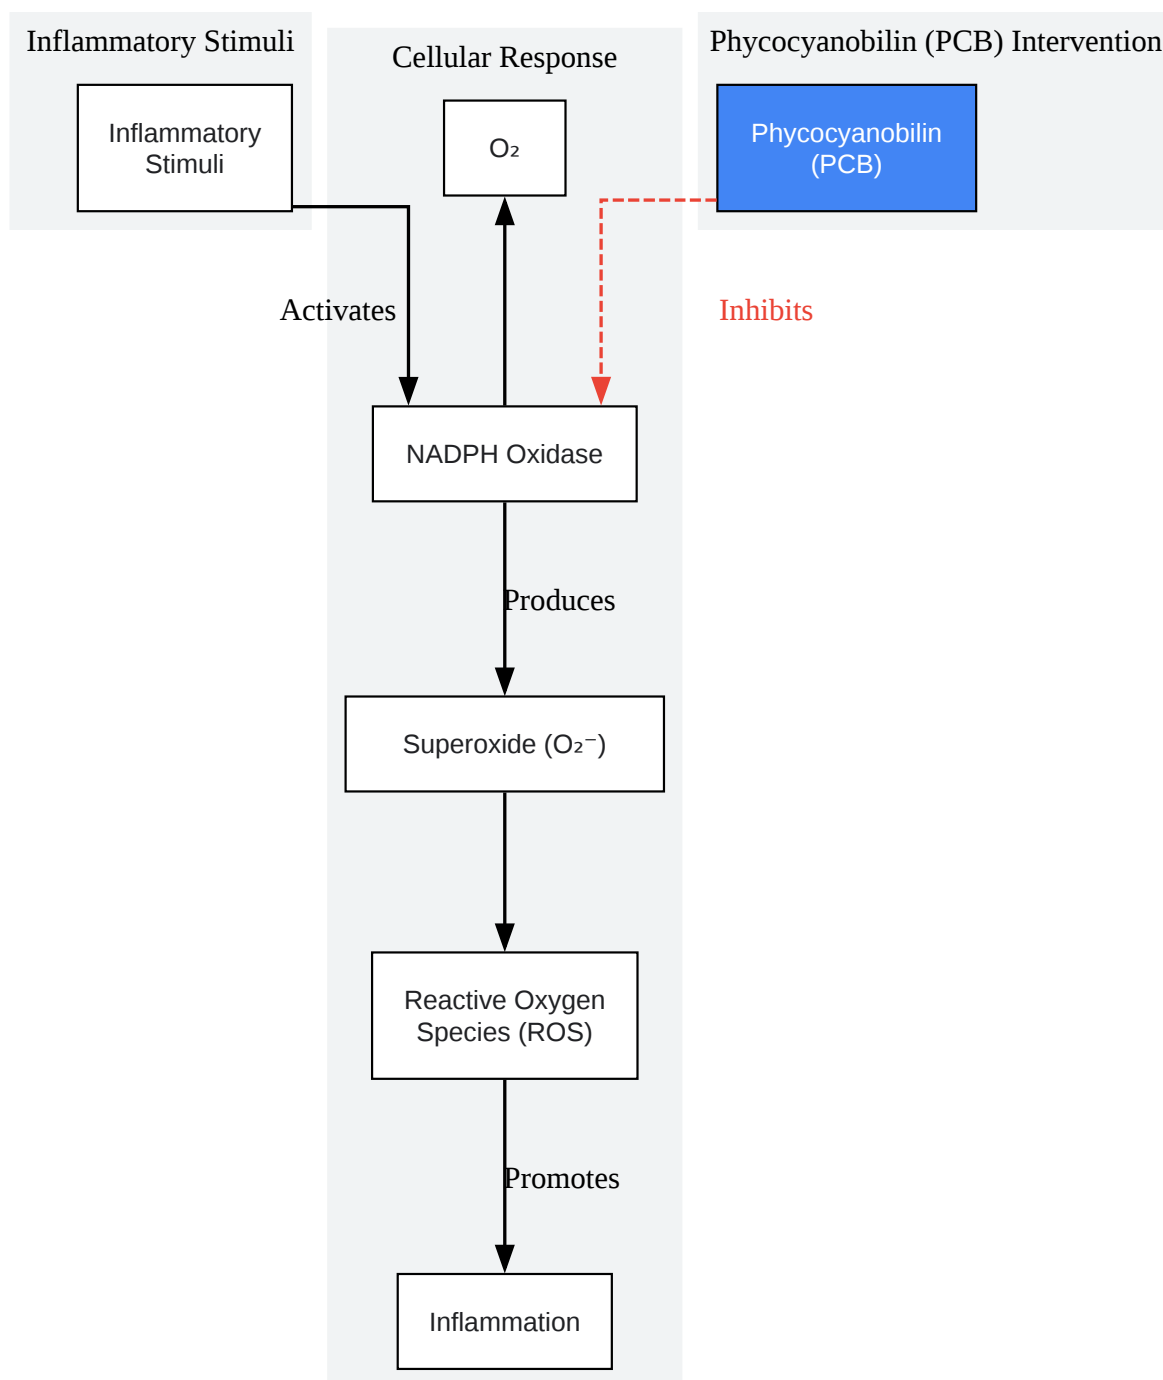 Inflammatory Stimuli
Cellular Response
Phycocyanobilin (PCB) Intervention
Inflammatory
Stimuli
O₂
Phycocyanobilin
(PCB)
Activates
Inhibits
NADPH Oxidase
Produces
Superoxide (O₂⁻)
Reactive Oxygen
Species (ROS)
Promotes
Inflammation